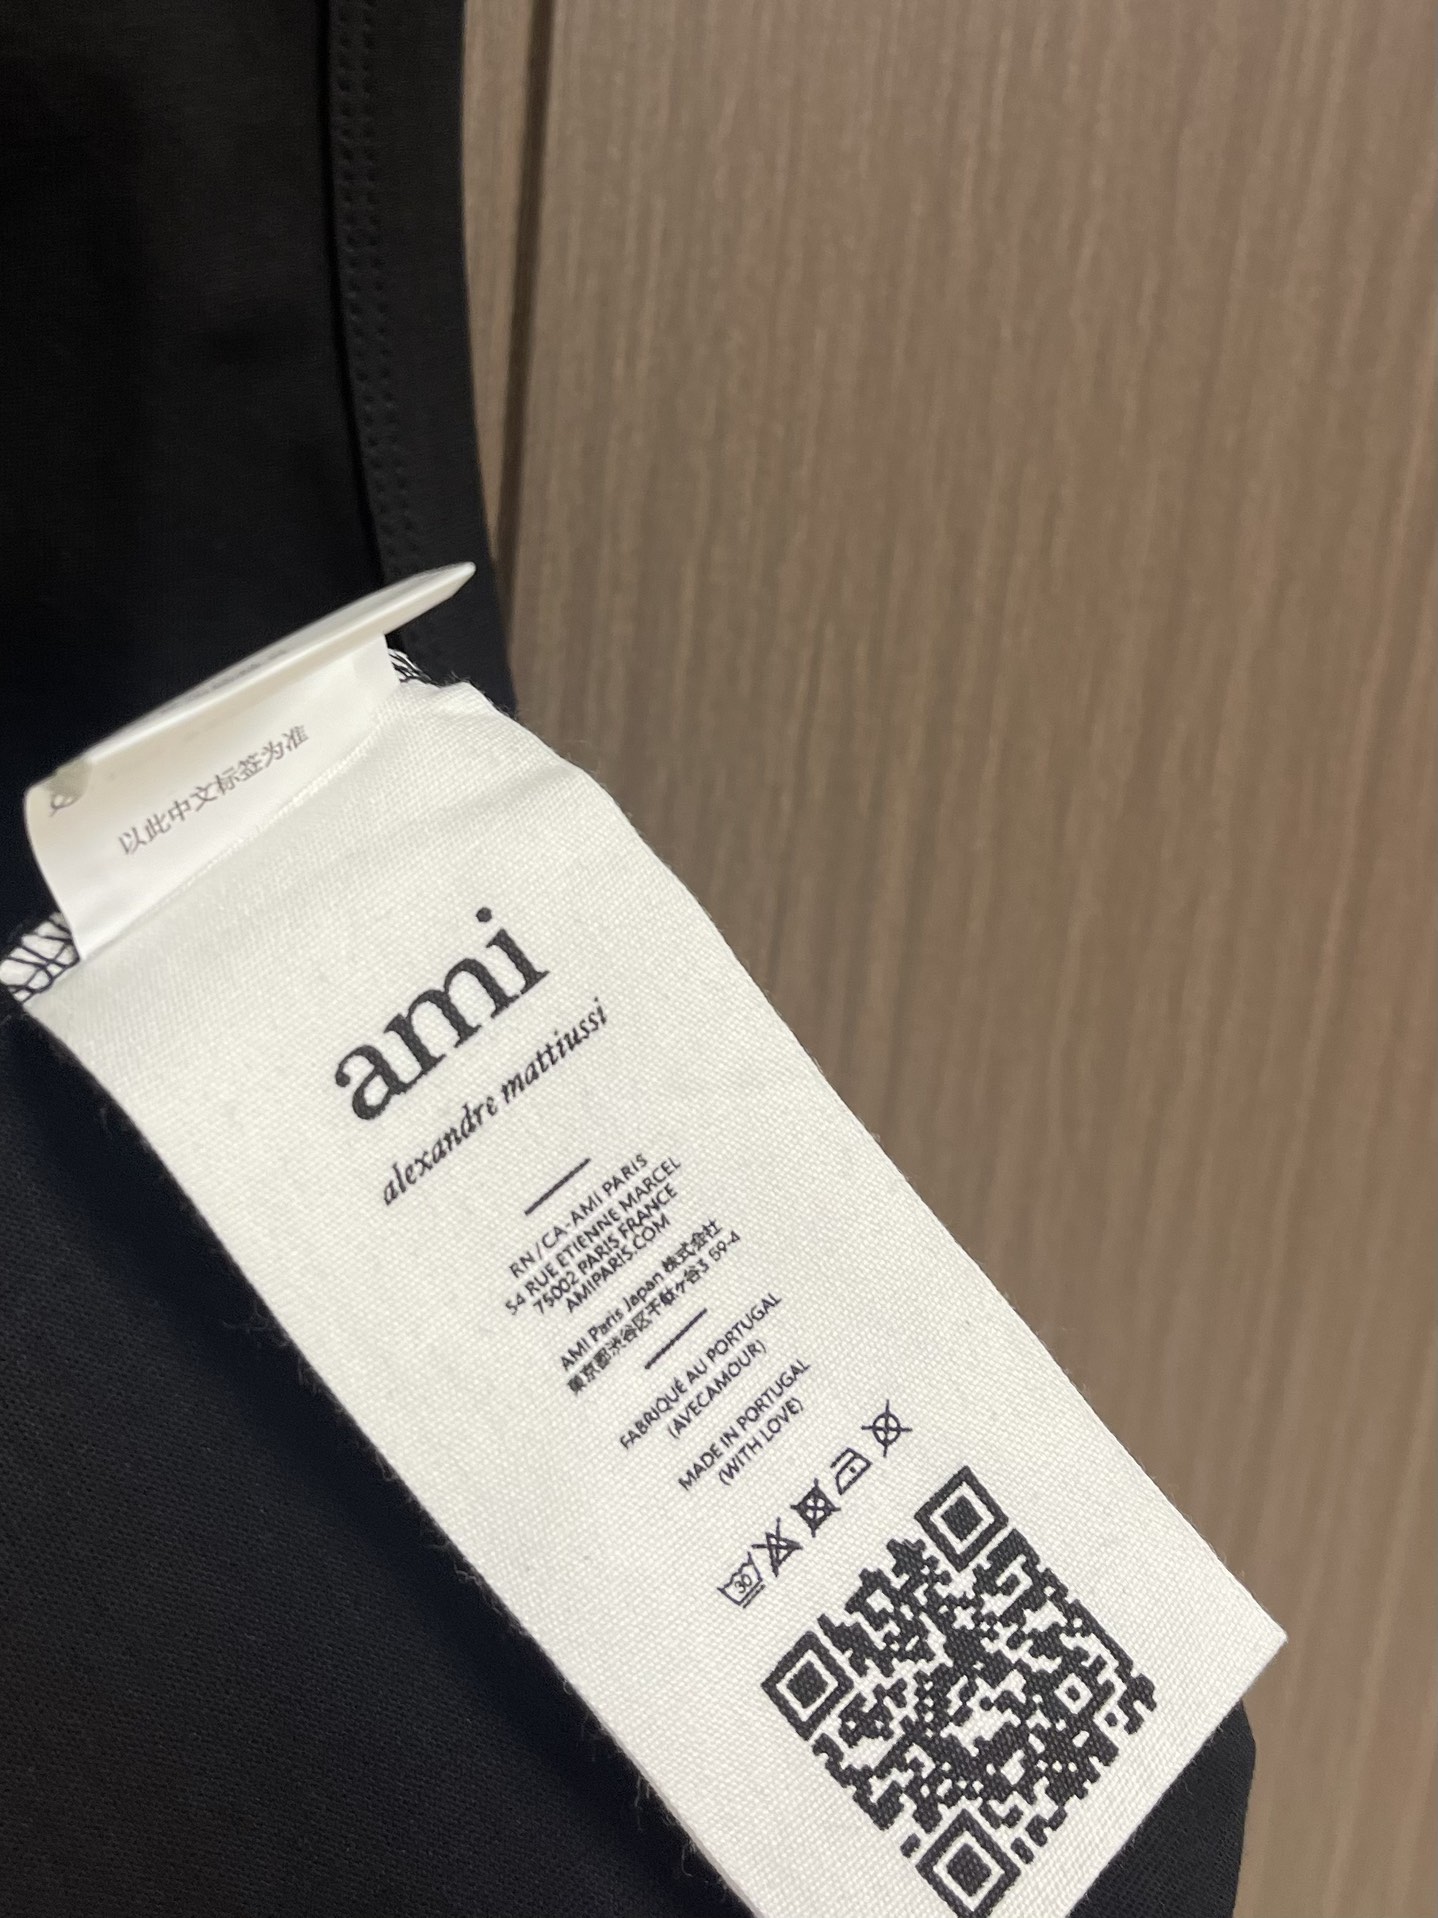 以此中文标签为准
ami
alexandre mattiussi
RN/CA-AMI PARIS
54 RUE ETIENNE MARCEL
75002 PARIS FRANCE
AMIPARIS.COM
AMI Paris Japan 株式会社
東京都渋谷区千駄ヶ谷3 59-4
FABRIQUÉ AU PORTUGAL
(AVECAMOUR)
MADE IN PORTUGAL
(WITH LOVE)
30